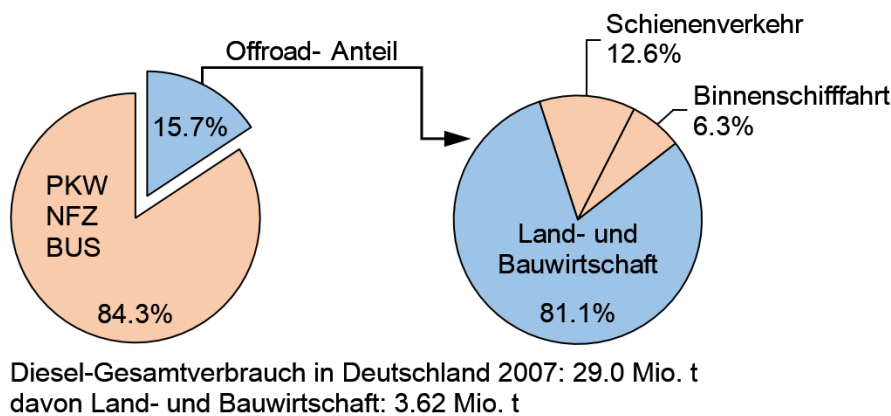 Offroad- Anteil
15.7%
PKW
NFZ
BUS
84.3%
Schienenverkehr
12.6%
Binnenschifffahrt
6.3%
Land- und
Bauwirtschaft
81.1%
Diesel-Gesamtverbrauch in Deutschland 2007: 29.0 Mio. t
davon Land- und Bauwirtschaft: 3.62 Mio. t